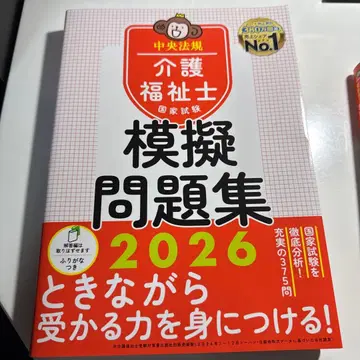 中央法規
介護
福祉士
国家試験
No.1
模擬
問題集
2026
解答編は
取りはずせます
ふりがな
つき
国家試験を
徹底分析!
充実の375問
ときながら
受かる力を身につける!